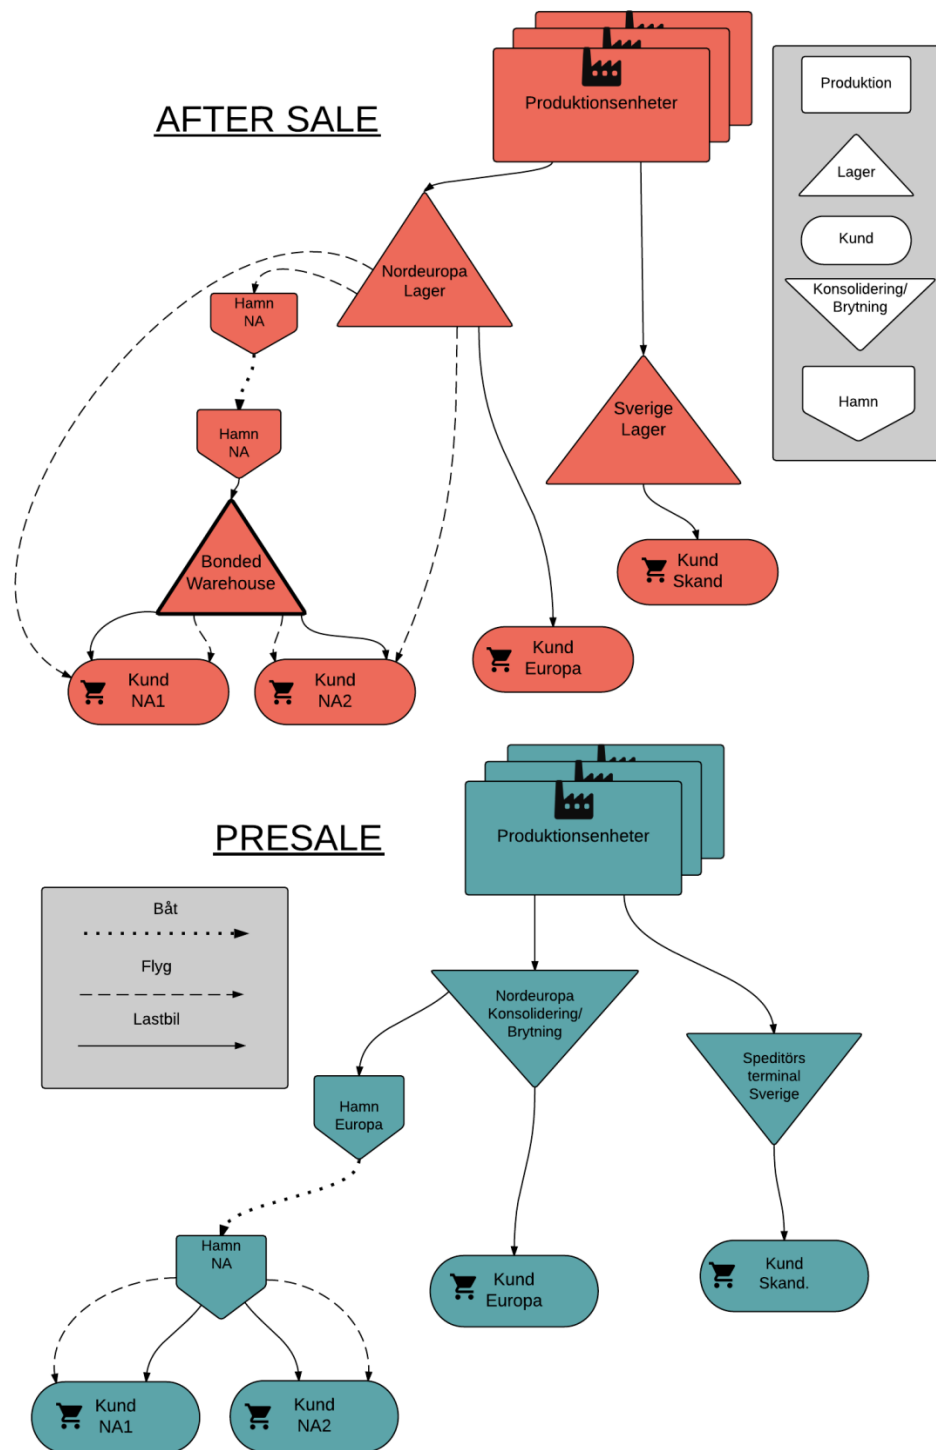 AFTER SALE
Produktionsenheter
Produktion
Lager
Kund
Konsolidering/
Brytning
Hamn
Nordeuropa
Lager
Hamn
NA
Hamn
NA
Sverige
Lager
Bonded
Warehouse
Kund
Skand
Kund
Europa
Kund
NA1
Kund
NA2
PRESALE
Produktionsenheter
Båt
Flyg
Lastbil
Nordeuropa
Konsolidering/
Brytning
Speditörs
terminal
Sverige
Hamn
Europa
Hamn
NA
Kund
Europa
Kund
Skand.
Kund
NA1
Kund
NA2